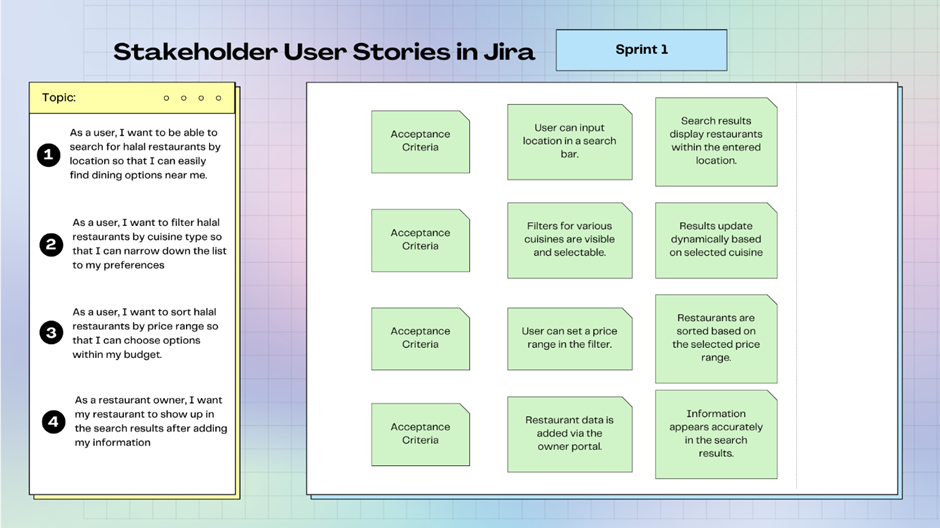 Stakeholder User Stories in Jira
Sprint 1
Topic:
1
As a user, I want to be able to
search for halal restaurants by
location so that I can easily
find dining options near me.
Acceptance
Criteria
User can input
location in a search
bar.
Search results
display restaurants
within the entered
location.
2
As a user, I want to filter halal
restaurants by cuisine type so
that I can narrow down the list
to my preferences
Acceptance
Criteria
Filters for various
cuisines are visible
and selectable.
Results update
dynamically based
on selected cuisine
3
As a user, I want to sort halal
restaurants by price range so
that I can choose options
within my budget.
Acceptance
Criteria
User can set a price
range in the filter.
Restaurants are
sorted based on
the selected price
range.
4
As a restaurant owner, I want
my restaurant to show up in
the search results after adding
my information
Acceptance
Criteria
Restaurant data is
added via the
owner portal.
Information
appears accurately
in the search
results.